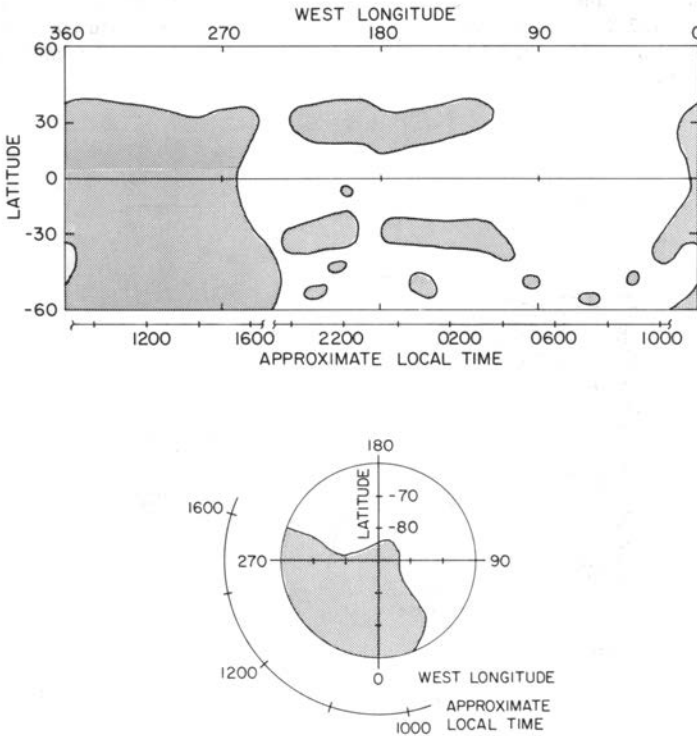 WEST LONGITUDE
360 270 180 90 0
60
30
0
-30
-60
LATITUDE
1200 1600 2200 0200 0600 1000
APPROXIMATE LOCAL TIME
180
LATITUDE
-70
-80
1600
270
90
1200
0
WEST LONGITUDE
1000
APPROXIMATE
LOCAL TIME